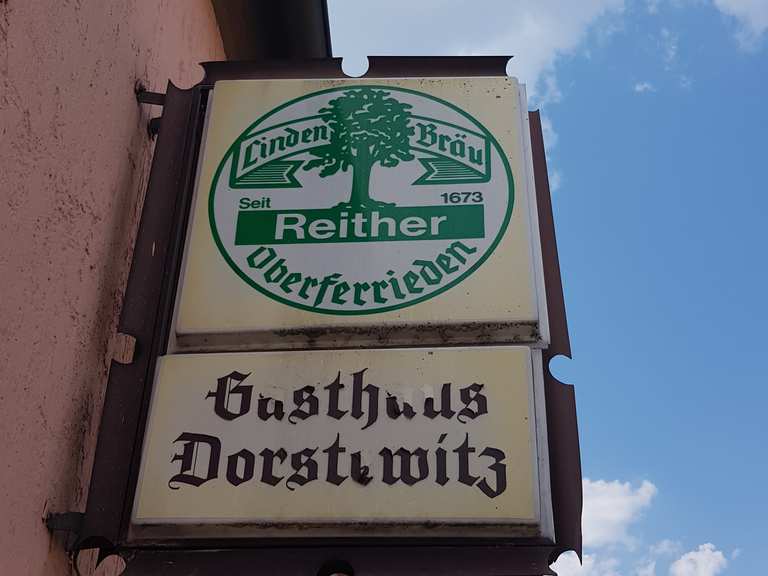 Linden Bräu
Seit 1673
Reither
Oberferrieden
Gasthaus
Dorstewitz